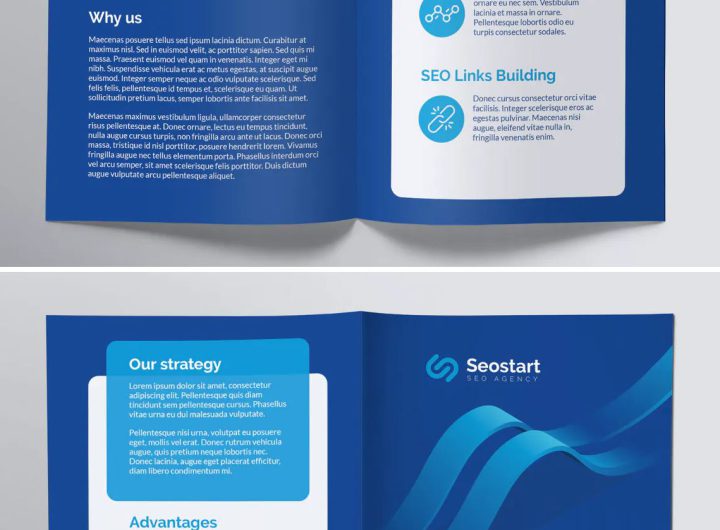 Why us
Maecenas posuere tellus sed ipsum lacinia dictum. Curabitur at
maximus nisl. Sed in euismod velit, ac porttitor sapien. Sed quis mi
massa. Praesent euismod vel quam in venenatis. Integer eget mi
nibh. Suspendisse vehicula erat ac metus egestas, at suscipit augue
euismod. Integer semper neque ac odio vulputate scelerisque. Sed
felis felis, pellentesque id tempus et, scelerisque eu quam. Ut
sollicitudin pretium lacus, semper lobortis ante facilisis sit amet.
Maecenas maximus vestibulum ligula, ullamcorper consectetur
risus pellentesque at. Donec ornare, lectus eu tempus tincidunt,
nulla augue cursus turpis, non fringilla arcu ante ut lacus. Donec orci
massa, tristique id nisl porttitor, posuere hendrerit lorem. Vivamus
fringilla augue nec tellus elementum porta. Phasellus interdum orci
vel arcu semper, sit amet scelerisque felis porttitor. Duis dictum
augue vulputate arcu pellentesque aliquet.
ornare eu nec sem. Vestibulum
lacinia et massa in ornare.
Pellentesque lobortis odio eu
turpis consectetur sodales.
SEO Links Building
Donec cursus consectetur orci vitae
facilisis. Integer scelerisque eros ac
egestas pulvinar. Maecenas nisi
augue, eleifend vitae nulla in,
fringilla venenatis enim.
Our strategy
Lorem ipsum dolor sit amet, consectetur
adipiscing elit. Pellentesque quis diam
tincidunt sem pellentesque cursus. Phasellus
vitae urna eu dui malesuada vulputate.
Pellentesque nisi urna, volutpat eu posuere
eget, mollis vel erat. Donec rutrum vehicula
augue, quis pretium neque lobortis nec.
Donec lacinia, augue eget placerat efficitur,
diam libero condimentum mi.
Advantages
Seostart
SEO AGENCY